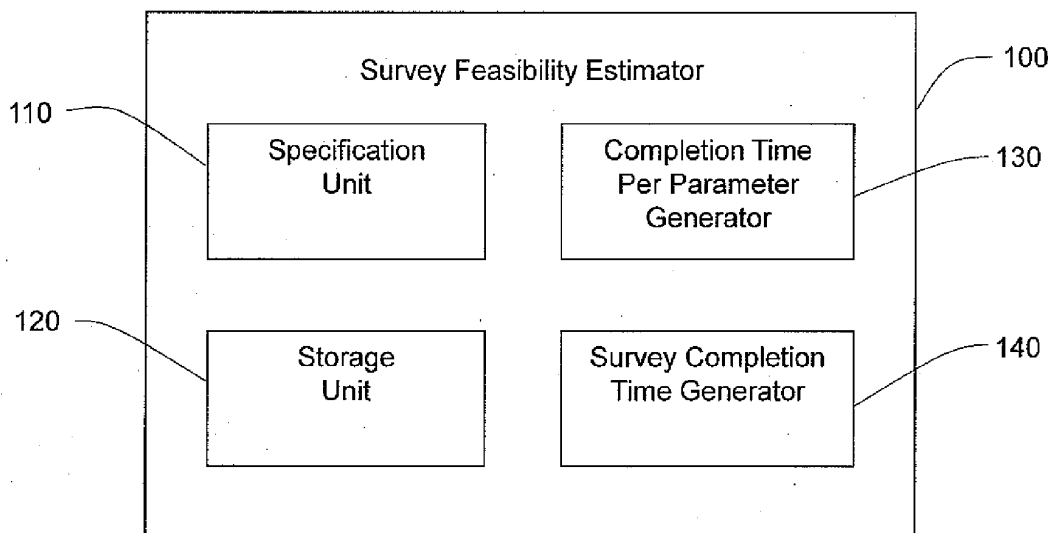 Survey Feasibility Estimator
100
110
Specification
Unit
Completion Time
Per Parameter
Generator
130
120
Storage
Unit
Survey Completion
Time Generator
140